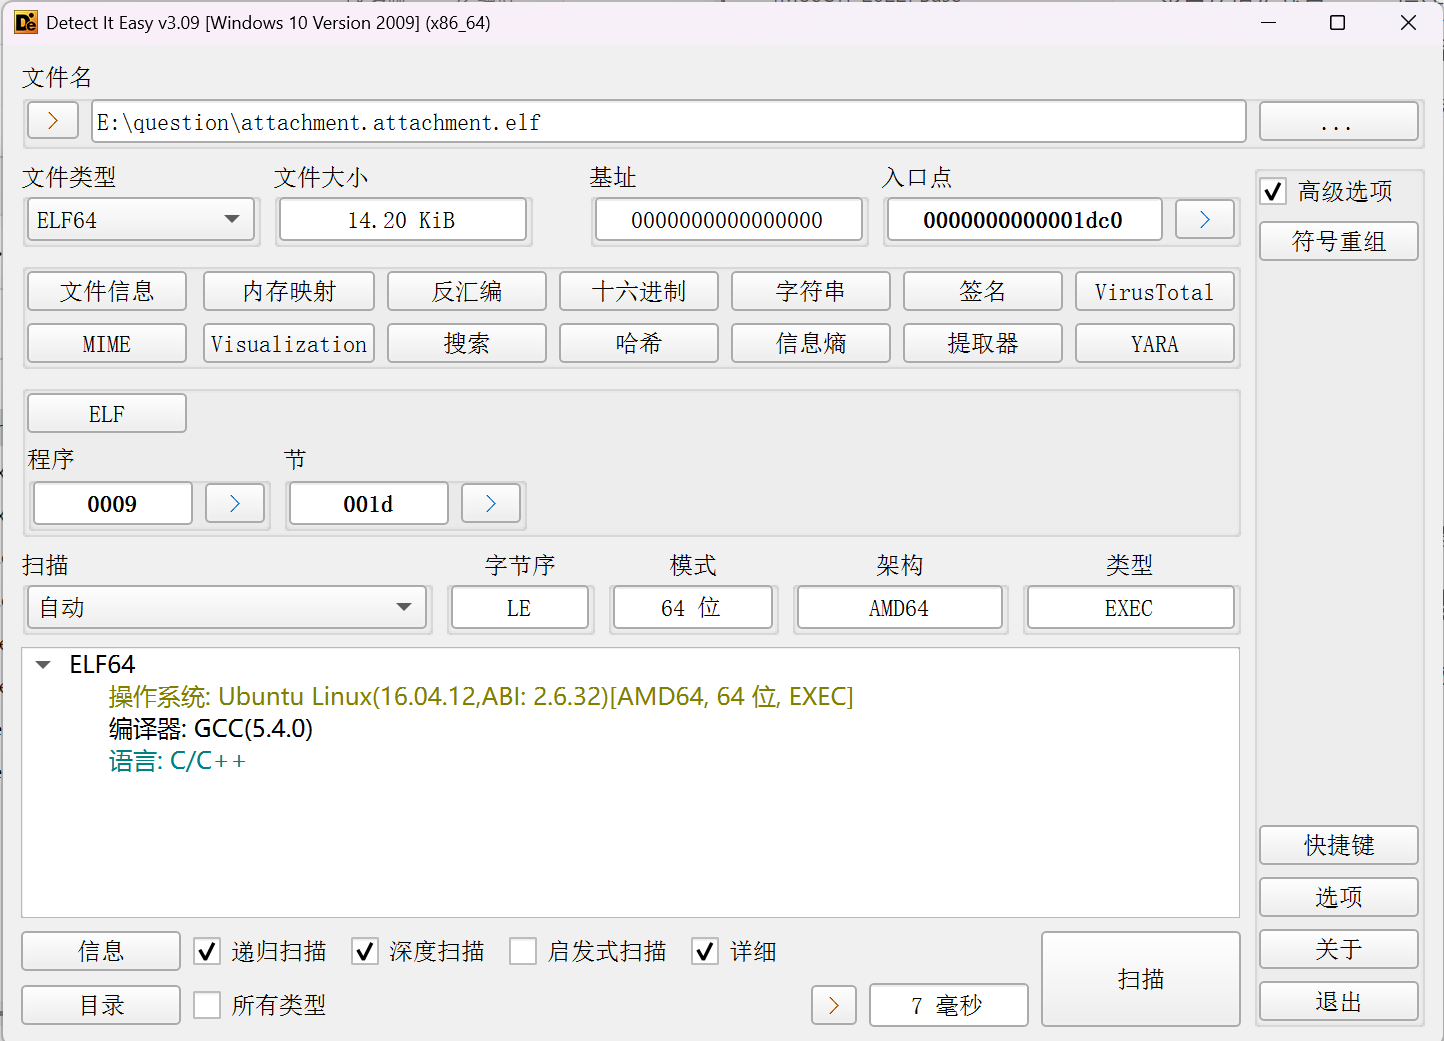 Detect It Easy v3.09 [Windows 10 Version 2009] (x86_64)
文件名
E:\question\attachment.attachment.elf
...
文件类型 文件大小 基址 入口点
ELF64 14.20 KiB 0000000000000000 0000000000001dc0
高级选项
符号重组
文件信息 内存映射 反汇编 十六进制 字符串 签名 VirusTotal
MIME Visualization 搜索 哈希 信息熵 提取器 YARA
ELF
程序 节
0009 001d
扫描 字节序 模式 架构 类型
自动 LE 64 位 AMD64 EXEC
ELF64
操作系统: Ubuntu Linux(16.04.12,ABI: 2.6.32)[AMD64, 64 位, EXEC]
编译器: GCC(5.4.0)
语言: C/C++
快捷键
选项
关于
退出
信息 递归扫描 深度扫描 启发式扫描 详细
扫描
目录 所有类型 7 毫秒